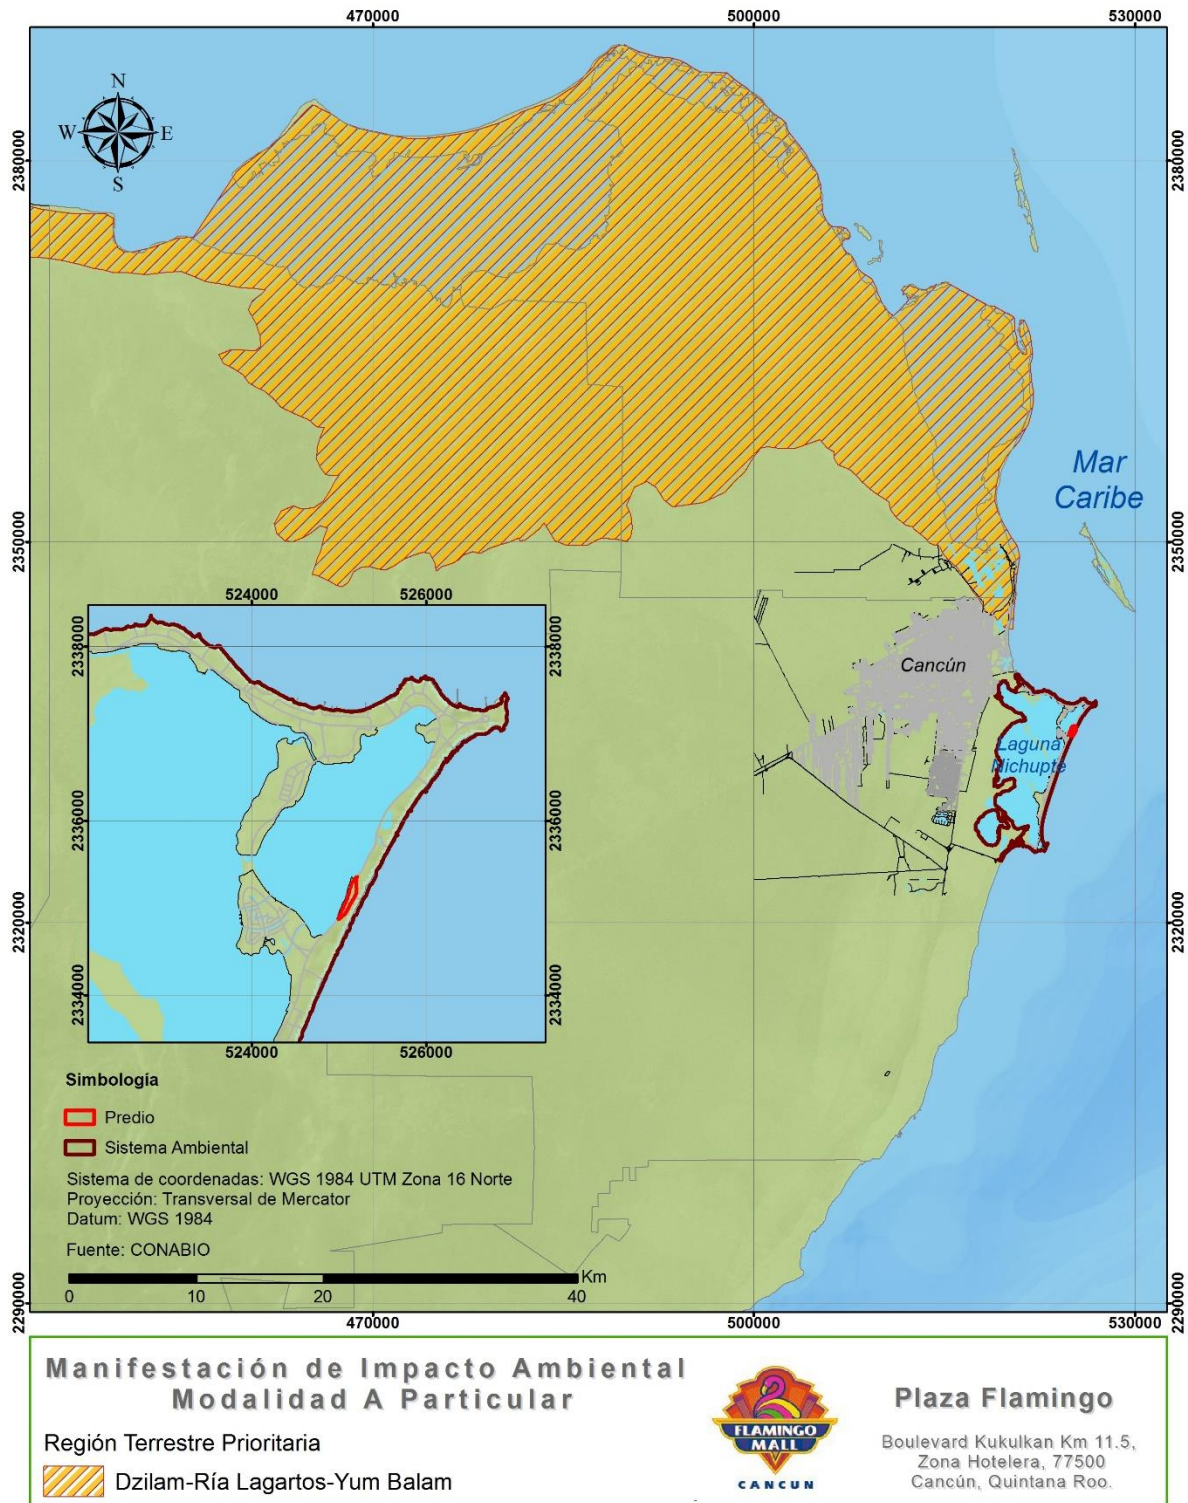 470000
500000
530000
N
W
E
S
2380000
2380000
Mar
Caribe
2350000
2350000
524000
526000
2338000
2338000
Cancún
Laguna
Nichupte
2336000
2336000
2320000
2320000
2334000
2334000
524000
526000
Simbología
Predio
Sistema Ambiental
Sistema de coordenadas: WGS 1984 UTM Zona 16 Norte
Proyección: Transversal de Mercator
Datum: WGS 1984
Fuente: CONABIO
Km
0
10
20
40
2290000
2290000
470000
500000
530000
Manifestación de Impacto Ambiental
Modalidad A Particular
Región Terrestre Prioritaria
Dzilam-Ría Lagartos-Yum Balam
FLAMINGO
MALL
CANCUN
Plaza Flamingo
Boulevard Kukulkan Km 11.5,
Zona Hotelera, 77500
Cancún, Quintana Roo.